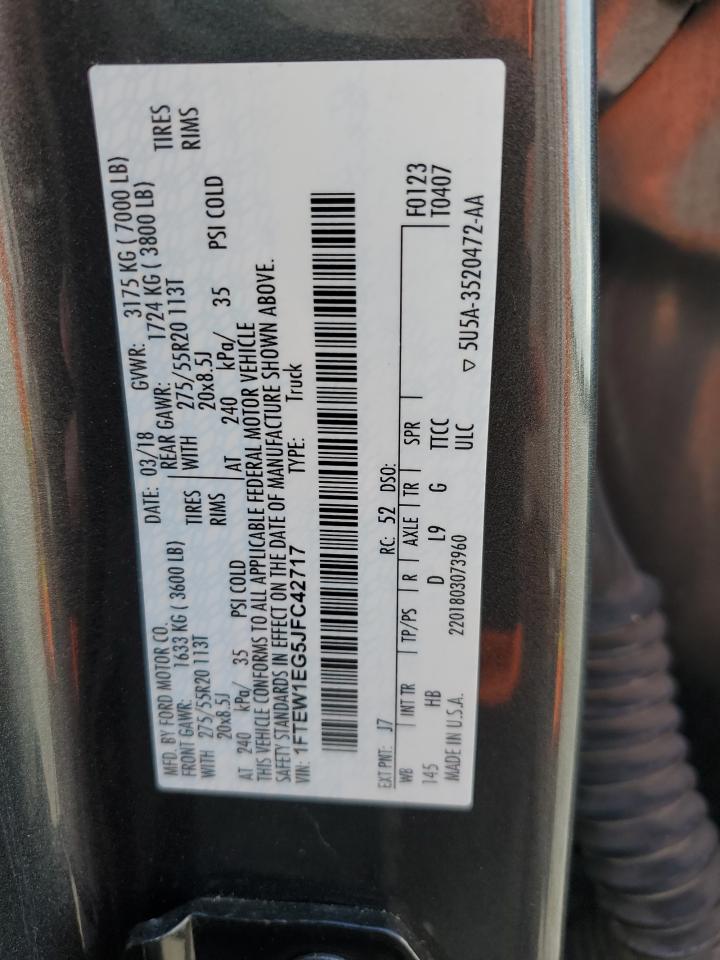 MFD. BY FORD MOTOR CO.
DATE: 03/18 GVWR: 3175 KG ( 7000 LB)
FRONT GAWR: 1633 KG ( 3600 LB) REAR GAWR: 1724 KG ( 3800 LB)
WITH 275/55R20 113T TIRES WITH 275/55R20 113T TIRES
20x8.5J RIMS 20x8.5J RIMS
AT 240 kPa/ 35 PSI COLD AT 240 kPa/ 35 PSI COLD
THIS VEHICLE CONFORMS TO ALL APPLICABLE FEDERAL MOTOR VEHICLE
SAFETY STANDARDS IN EFFECT ON THE DATE OF MANUFACTURE SHOWN ABOVE.
VIN: 1FTEW1EG5JFC42717 TYPE: Truck
EXT PNT: J7 RC: 52 DSO: F0123
WB INT TR TP/PS R AXLE TR SPR T0407
145 HB D L9 G TTCC
MADE IN U.S.A. 2201803073960 ULC ▽ 5U5A-3520472-AA